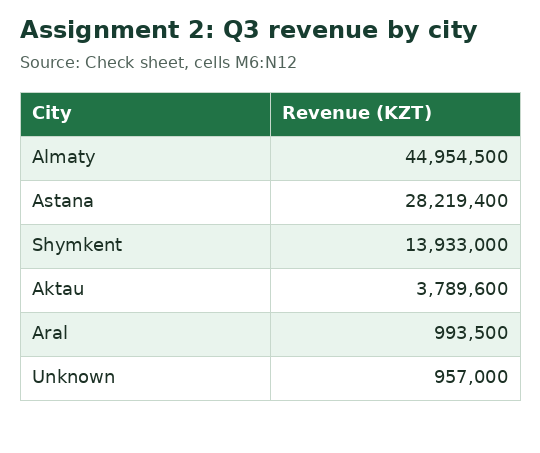 Assignment 2: Q3 revenue by city
Source: Check sheet, cells M6:N12
City Revenue (KZT)
Almaty 44,954,500
Astana 28,219,400
Shymkent 13,933,000
Aktau 3,789,600
Aral 993,500
Unknown 957,000